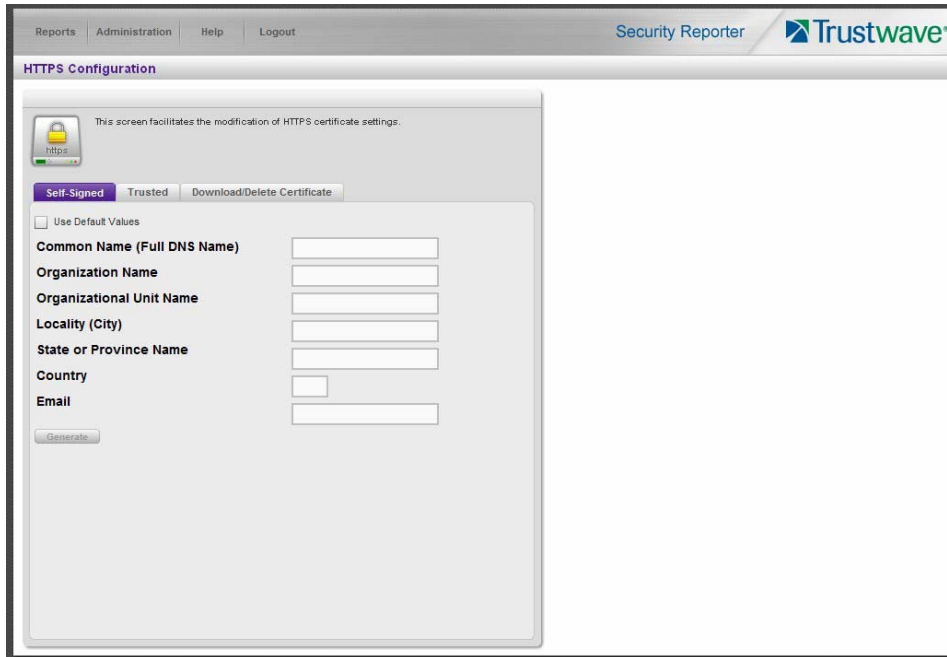 Reports Administration Help Logout Security Reporter Trustwave®
HTTPS Configuration
This screen facilitates the modification of HTTPS certificate settings.
https
Self-Signed Trusted Download/Delete Certificate
Use Default Values
Common Name (Full DNS Name)
Organization Name
Organizational Unit Name
Locality (City)
State or Province Name
Country
Email
Generate